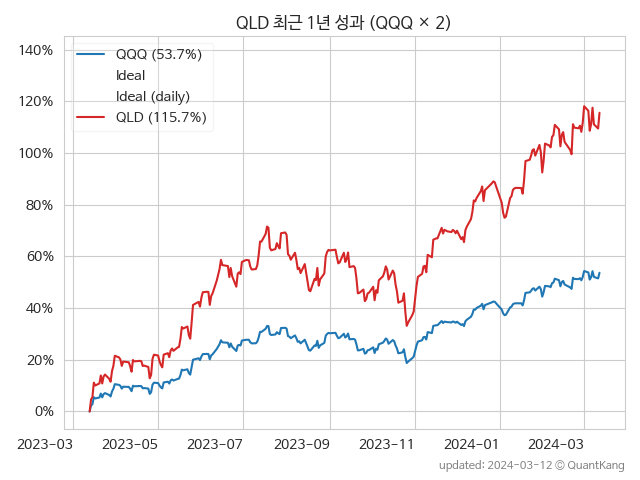 QLD 최근 1년 성과 (QQQ × 2)
QQQ (53.7%)
Ideal
Ideal (daily)
QLD (115.7%)
140%
120%
100%
80%
60%
40%
20%
0%
2023-03 2023-05 2023-07 2023-09 2023-11 2024-01 2024-03
updated: 2024-03-12 © QuantKang